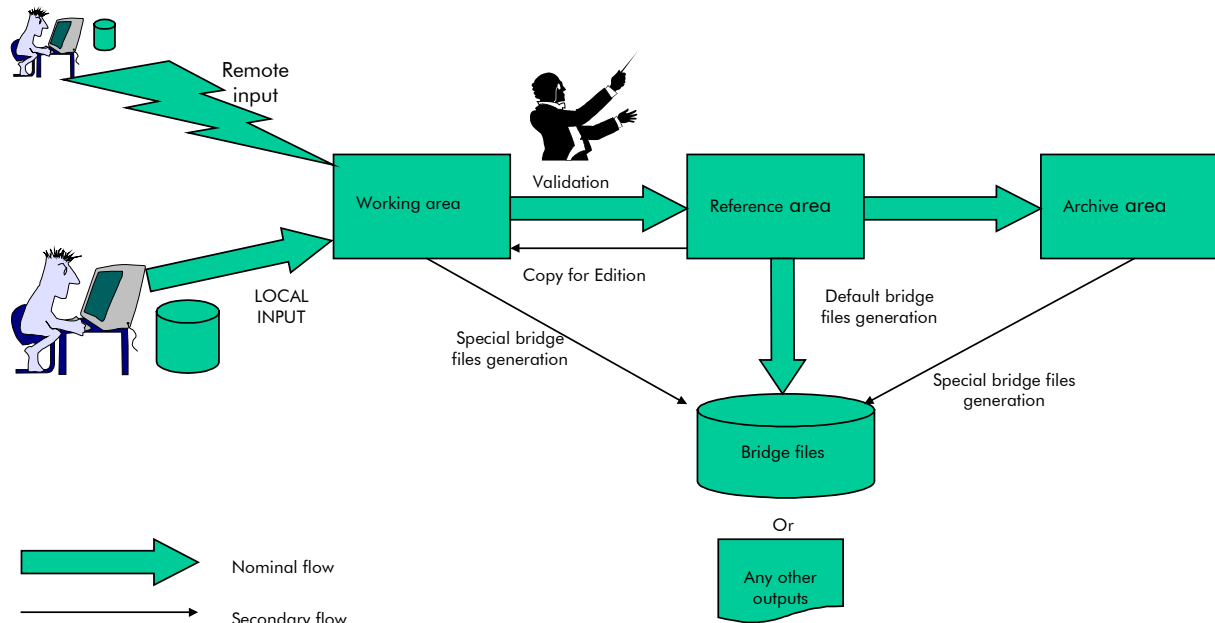 Remote
input
Validation
Working area
Reference area
Archive area
Copy for Edition
LOCAL
INPUT
Default bridge
files generation
Special bridge
files generation
Special bridge files
generation
Bridge files
Or
Any other
outputs
Nominal flow
Secondary flow